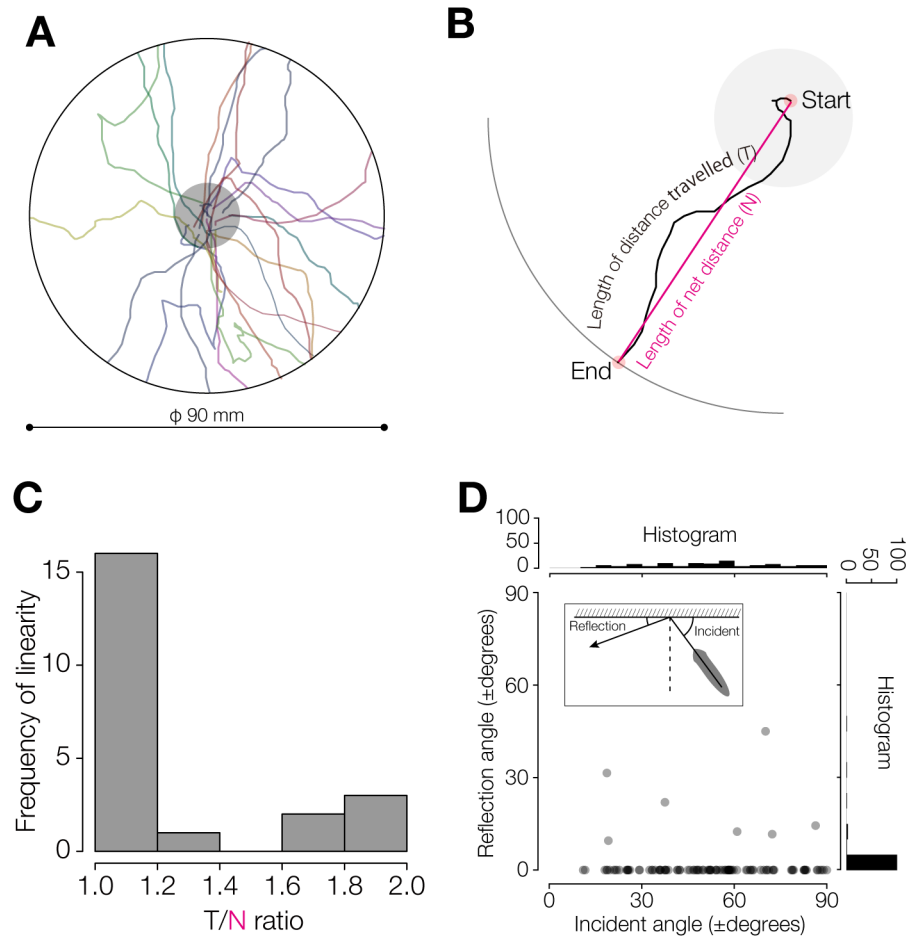 A
ϕ 90 mm
B
Start
Length of distance travelled (T)
Length of net distance (N)
End
C
Frequency of linearity
15
10
5
0
1.0 1.2 1.4 1.6 1.8 2.0
T/N ratio
D
100
50
0
Histogram
0 50 100
Reflection angle (±degrees)
90
60
30
0
Reflection
Incident
Histogram
0 30 60 90
Incident angle (±degrees)